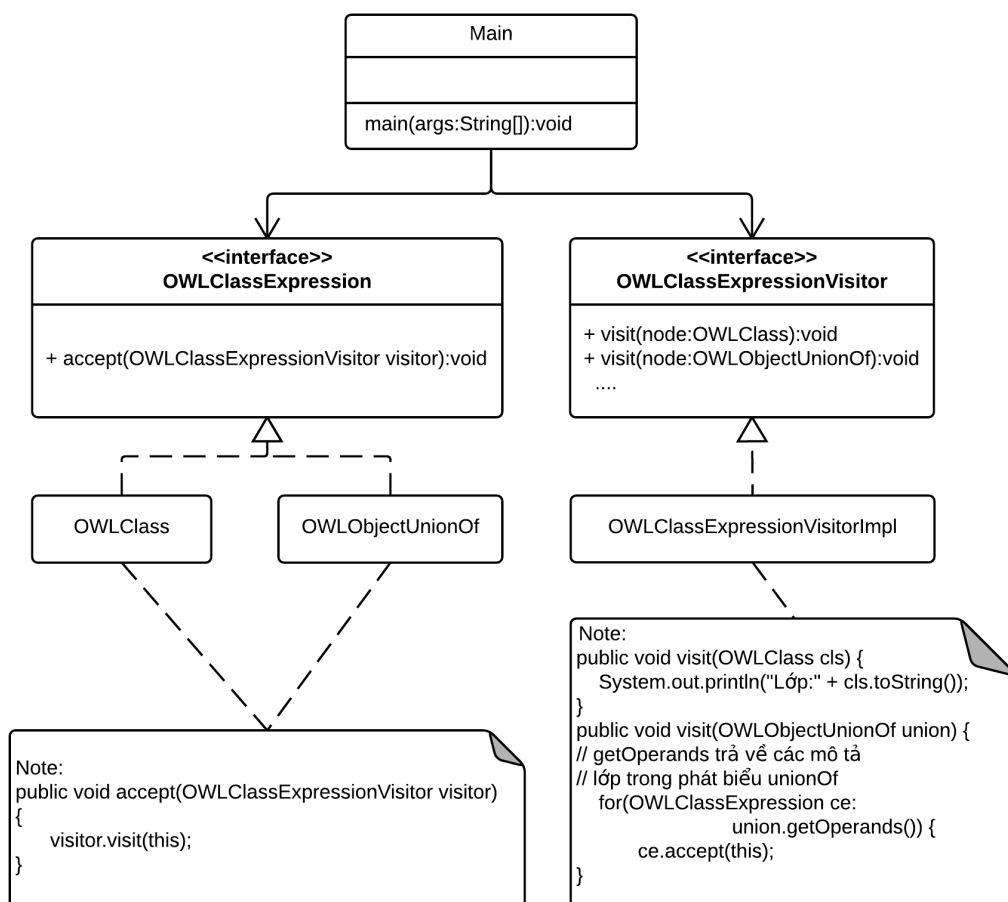 Main
main(args:String[]):void
<<interface>>
OWLClassExpression
+ accept(OWLClassExpressionVisitor visitor):void
<<interface>>
OWLClassExpressionVisitor
+ visit(node:OWLClass):void
+ visit(node:OWLObjectUnionOf):void
....
OWLClass
OWLObjectUnionOf
OWLClassExpressionVisitorImpl
Note:
public void accept(OWLClassExpressionVisitor visitor)
{
visitor.visit(this);
}
Note:
public void visit(OWLClass cls) {
System.out.println("Lớp:" + cls.toString());
}
public void visit(OWLObjectUnionOf union) {
// getOperands trả về các mô tả
// lớp trong phát biểu unionOf
for(OWLClassExpression ce:
union.getOperands()) {
ce.accept(this);
}